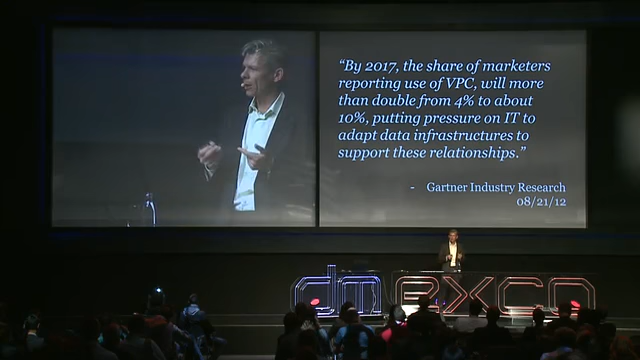 “By 2017, the share of marketers
reporting use of VPC, will more
than double from 4% to about
10%, putting pressure on IT to
adapt data infrastructures to
support these relationships.”
- Gartner Industry Research
08/21/12
dmexco